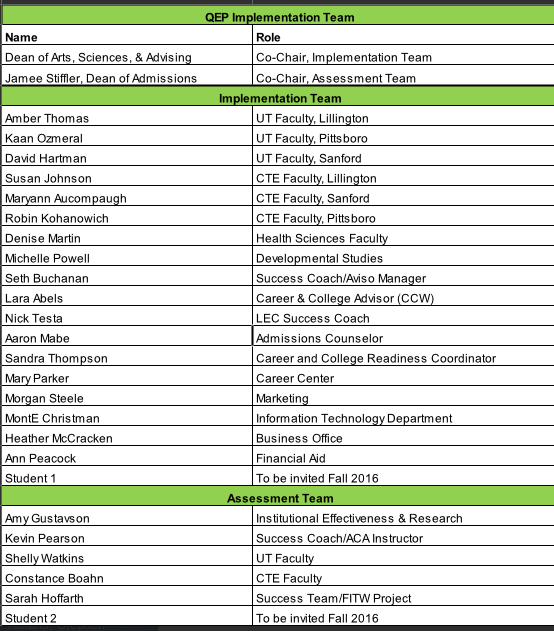 QEP Implementation Team
Name Role
Dean of Arts, Sciences, & Advising Co-Chair, Implementation Team
Jamee Stiffler, Dean of Admissions Co-Chair, Assessment Team
Implementation Team
Amber Thomas UT Faculty, Lillington
Kaan Ozmeral UT Faculty, Pittsboro
David Hartman UT Faculty, Sanford
Susan Johnson CTE Faculty, Lillington
Maryann Aucompaugh CTE Faculty, Sanford
Robin Kohanowich CTE Faculty, Pittsboro
Denise Martin Health Sciences Faculty
Michelle Powell Developmental Studies
Seth Buchanan Success Coach/Aviso Manager
Lara Abels Career & College Advisor (CCW)
Nick Testa LEC Success Coach
Aaron Mabe Admissions Counselor
Sandra Thompson Career and College Readiness Coordinator
Mary Parker Career Center
Morgan Steele Marketing
MontE Christman Information Technology Department
Heather McCracken Business Office
Ann Peacock Financial Aid
Student 1 To be invited Fall 2016
Assessment Team
Amy Gustavson Institutional Effectiveness & Research
Kevin Pearson Success Coach/ACA Instructor
Shelly Watkins UT Faculty
Constance Boahn CTE Faculty
Sarah Hoffarth Success Team/FITW Project
Student 2 To be invited Fall 2016